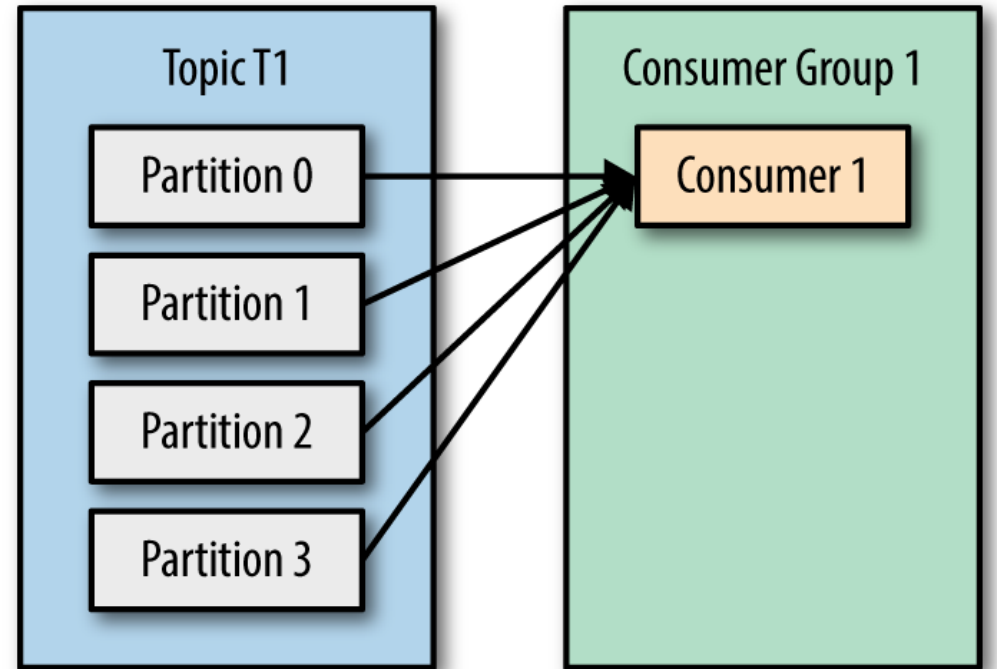 Topic T1
Partition 0
Partition 1
Partition 2
Partition 3
Consumer Group 1
Consumer 1